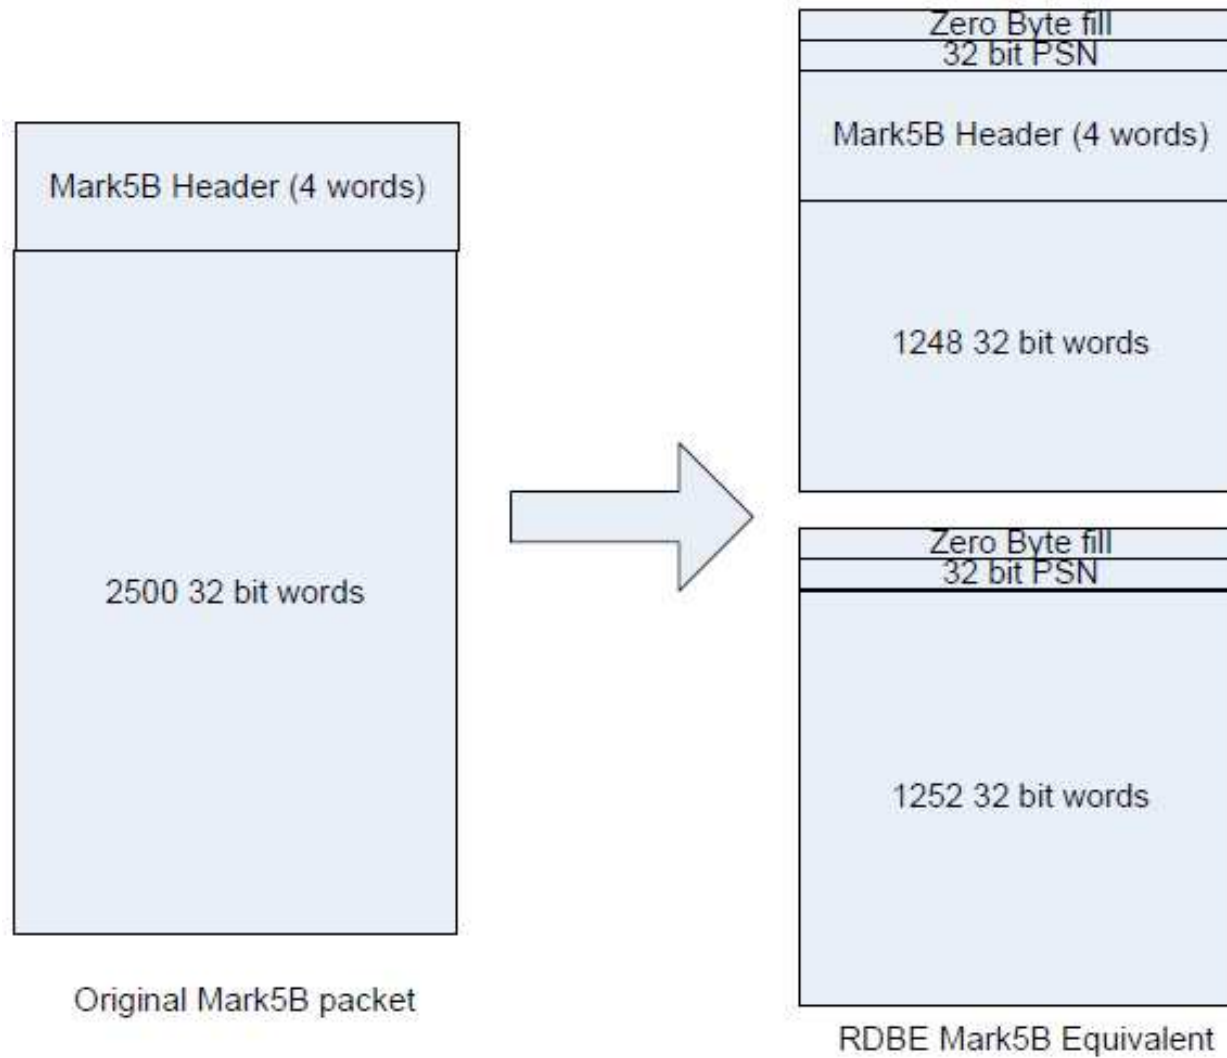 Mark5B Header (4 words)
2500 32 bit words
Original Mark5B packet
Zero Byte fill
32 bit PSN
Mark5B Header (4 words)
1248 32 bit words
Zero Byte fill
32 bit PSN
1252 32 bit words
RDBE Mark5B Equivalent